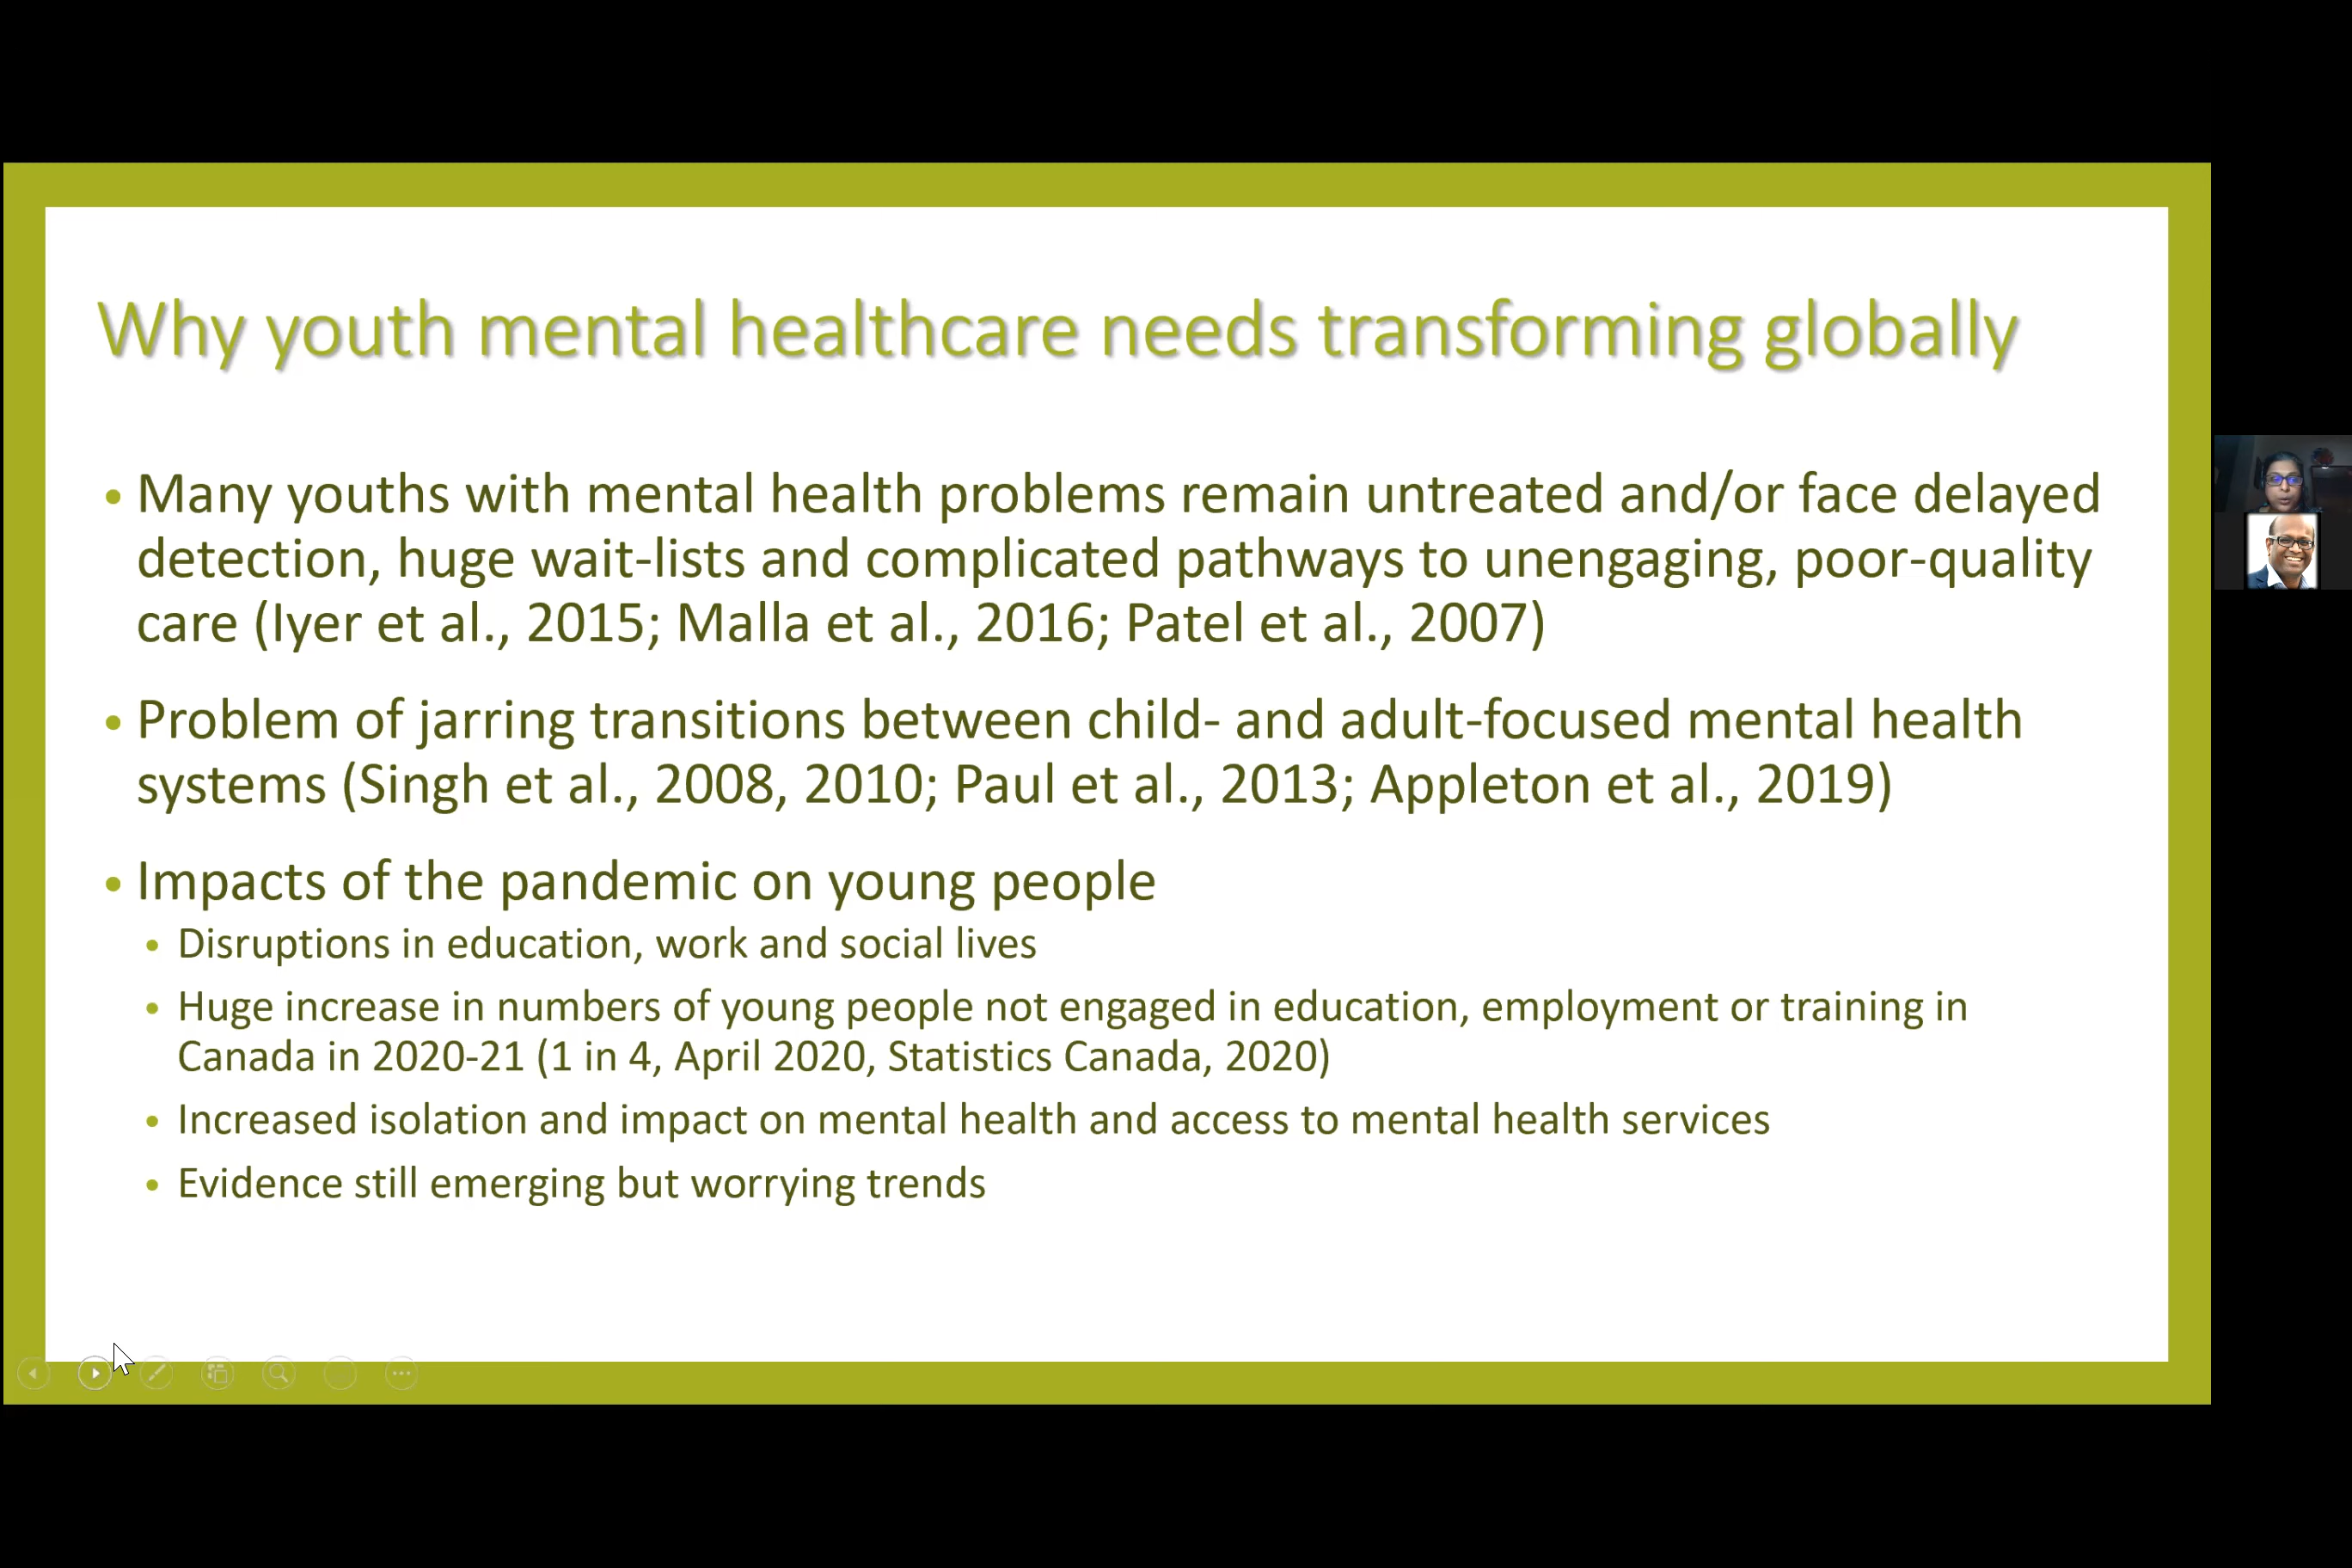 Why youth mental healthcare needs transforming globally
• Many youths with mental health problems remain untreated and/or face delayed
detection, huge wait-lists and complicated pathways to unengaging, poor-quality
care (Iyer et al., 2015; Malla et al., 2016; Patel et al., 2007)
• Problem of jarring transitions between child- and adult-focused mental health
systems (Singh et al., 2008, 2010; Paul et al., 2013; Appleton et al., 2019)
• Impacts of the pandemic on young people
• Disruptions in education, work and social lives
• Huge increase in numbers of young people not engaged in education, employment or training in
Canada in 2020-21 (1 in 4, April 2020, Statistics Canada, 2020)
• Increased isolation and impact on mental health and access to mental health services
• Evidence still emerging but worrying trends